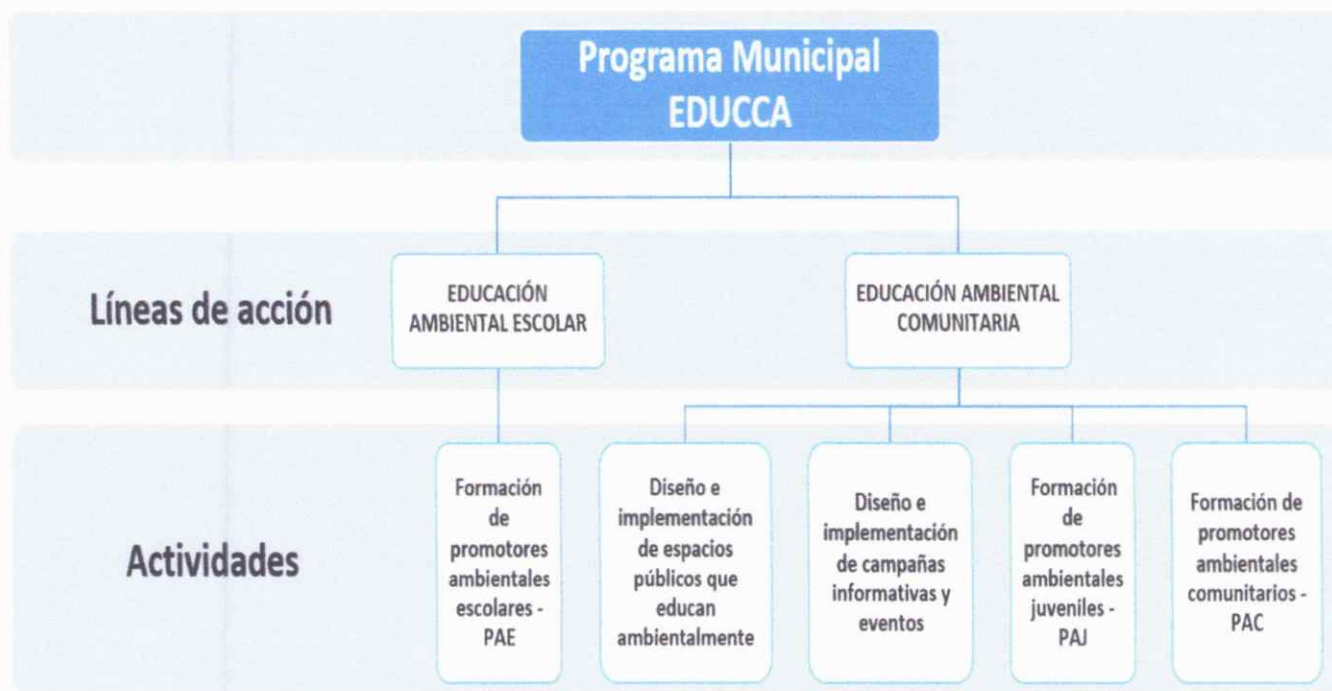 Programa Municipal
EDUCCA
Líneas de acción
EDUCACIÓN
AMBIENTAL ESCOLAR
EDUCACIÓN AMBIENTAL
COMUNITARIA
Actividades
Formación
de
promotores
ambientales
escolares -
PAE
Diseño e
implementación
de espacios
públicos que
educan
ambientalmente
Diseño e
implementación
de campañas
informativas y
eventos
Formación
de
promotores
ambientales
juveniles -
PAJ
Formación de
promotores
ambientales
comunitarios -
PAC